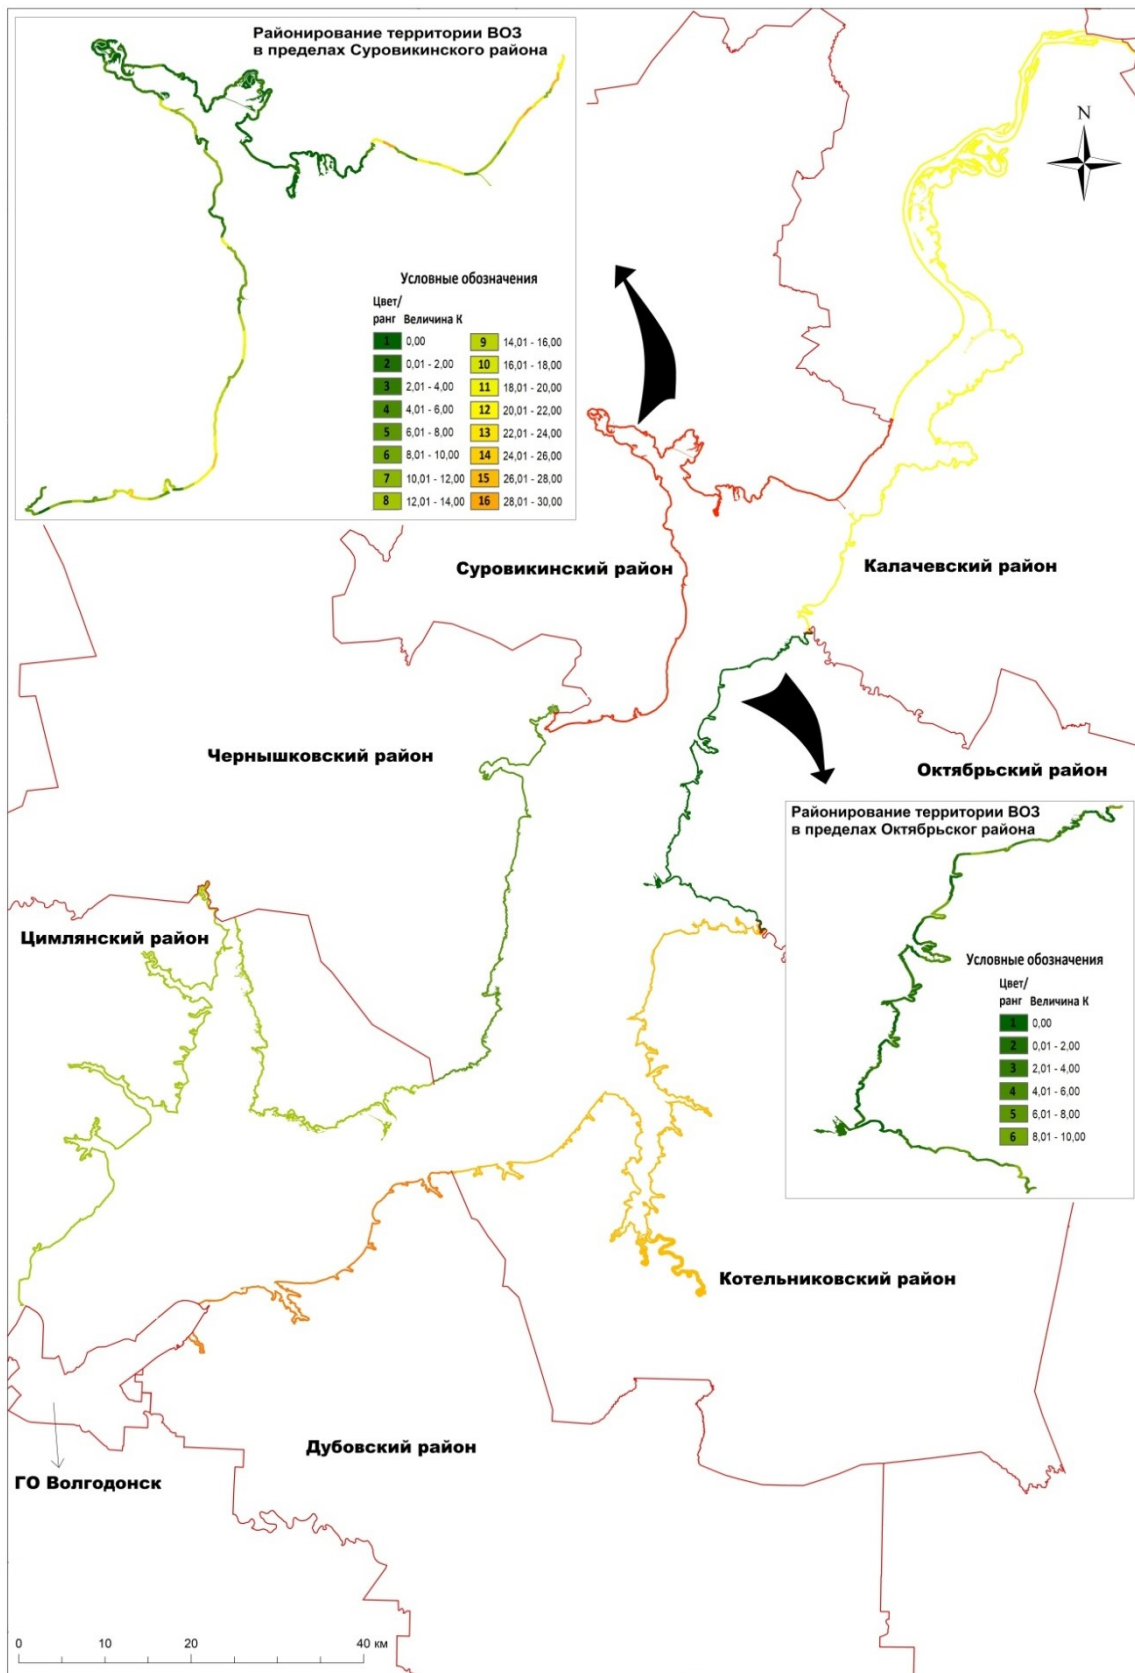 Районирование территории ВОЗ
в пределах Суровикинского района
Условные обозначения
Цвет/
ранг Величина К
1 0,00
2 0,01 - 2,00
3 2,01 - 4,00
4 4,01 - 6,00
5 6,01 - 8,00
6 8,01 - 10,00
7 10,01 - 12,00
8 12,01 - 14,00
9 14,01 - 16,00
10 16,01 - 18,00
11 18,01 - 20,00
12 20,01 - 22,00
13 22,01 - 24,00
14 24,01 - 26,00
15 26,01 - 28,00
16 28,01 - 30,00
N
Суровикинский район
Калачевский район
Чернышковский район
Октябрьский район
Районирование территории ВОЗ
в пределах Октябрьског района
Условные обозначения
Цвет/
ранг Величина К
1 0,00
2 0,01 - 2,00
3 2,01 - 4,00
4 4,01 - 6,00
5 6,01 - 8,00
6 8,01 - 10,00
Цимлянский район
Котельниковский район
Дубовский район
ГО Волгодонск
0 10 20 40 км